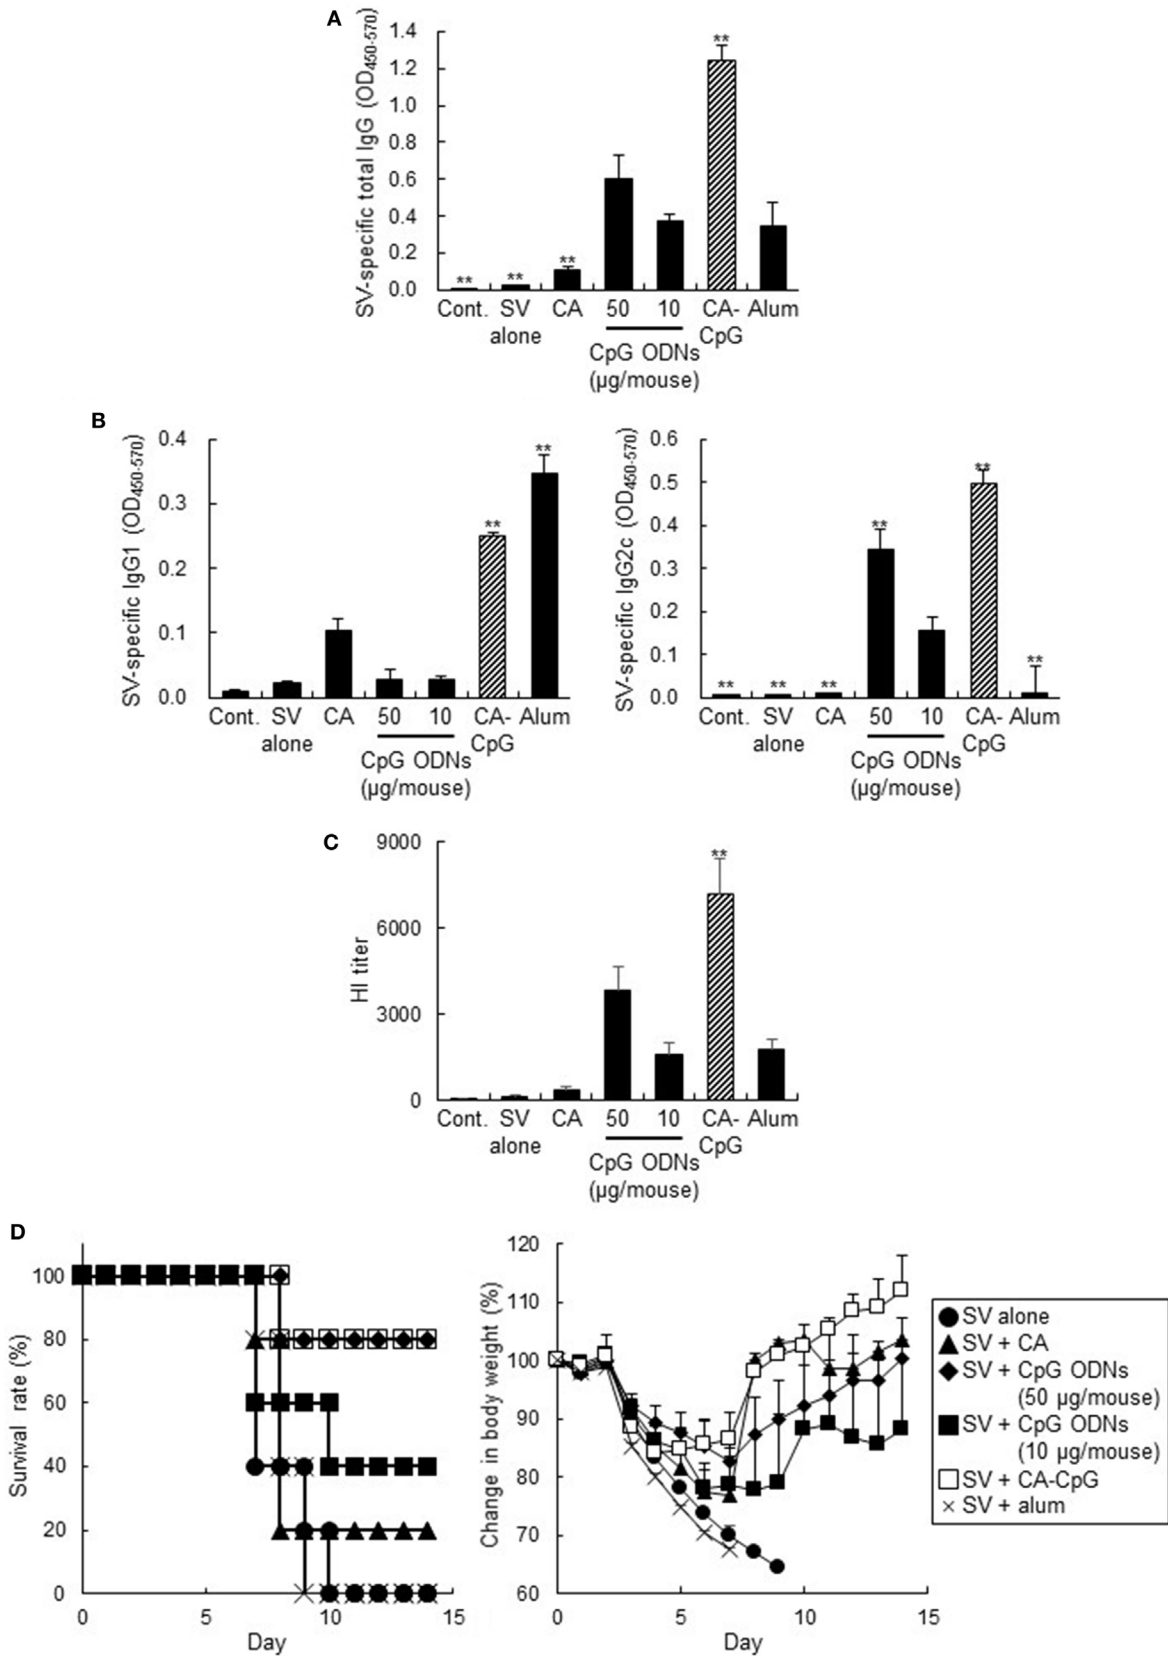 A
SV-specific total IgG (OD450-570)
1.4
1.2
1.0
0.8
0.6
0.4
0.2
0.0
** ** ** **
Cont. SV CA 50 10 CA- Alum
alone CpG
CpG ODNs
(µg/mouse)
B
SV-specific IgG1 (OD450-570)
0.4
0.3
0.2
0.1
0.0
** **
Cont. SV CA 50 10 CA- Alum
alone CpG
CpG ODNs
(µg/mouse)
SV-specific IgG2c (OD450-570)
0.6
0.5
0.4
0.3
0.2
0.1
0.0
** ** ** ** ** **
Cont. SV CA 50 10 CA- Alum
alone CpG
CpG ODNs
(µg/mouse)
C
HI titer
9000
6000
3000
0
**
Cont. SV CA 50 10 CA- Alum
alone CpG
CpG ODNs
(µg/mouse)
D
Survival rate (%)
100
80
60
40
20
0
0 5 10 15
Day
Change in body weight (%)
120
110
100
90
80
70
60
0 5 10 15
Day
SV alone
SV + CA
SV + CpG ODNs
(50 µg/mouse)
SV + CpG ODNs
(10 µg/mouse)
SV + CA-CpG
SV + alum